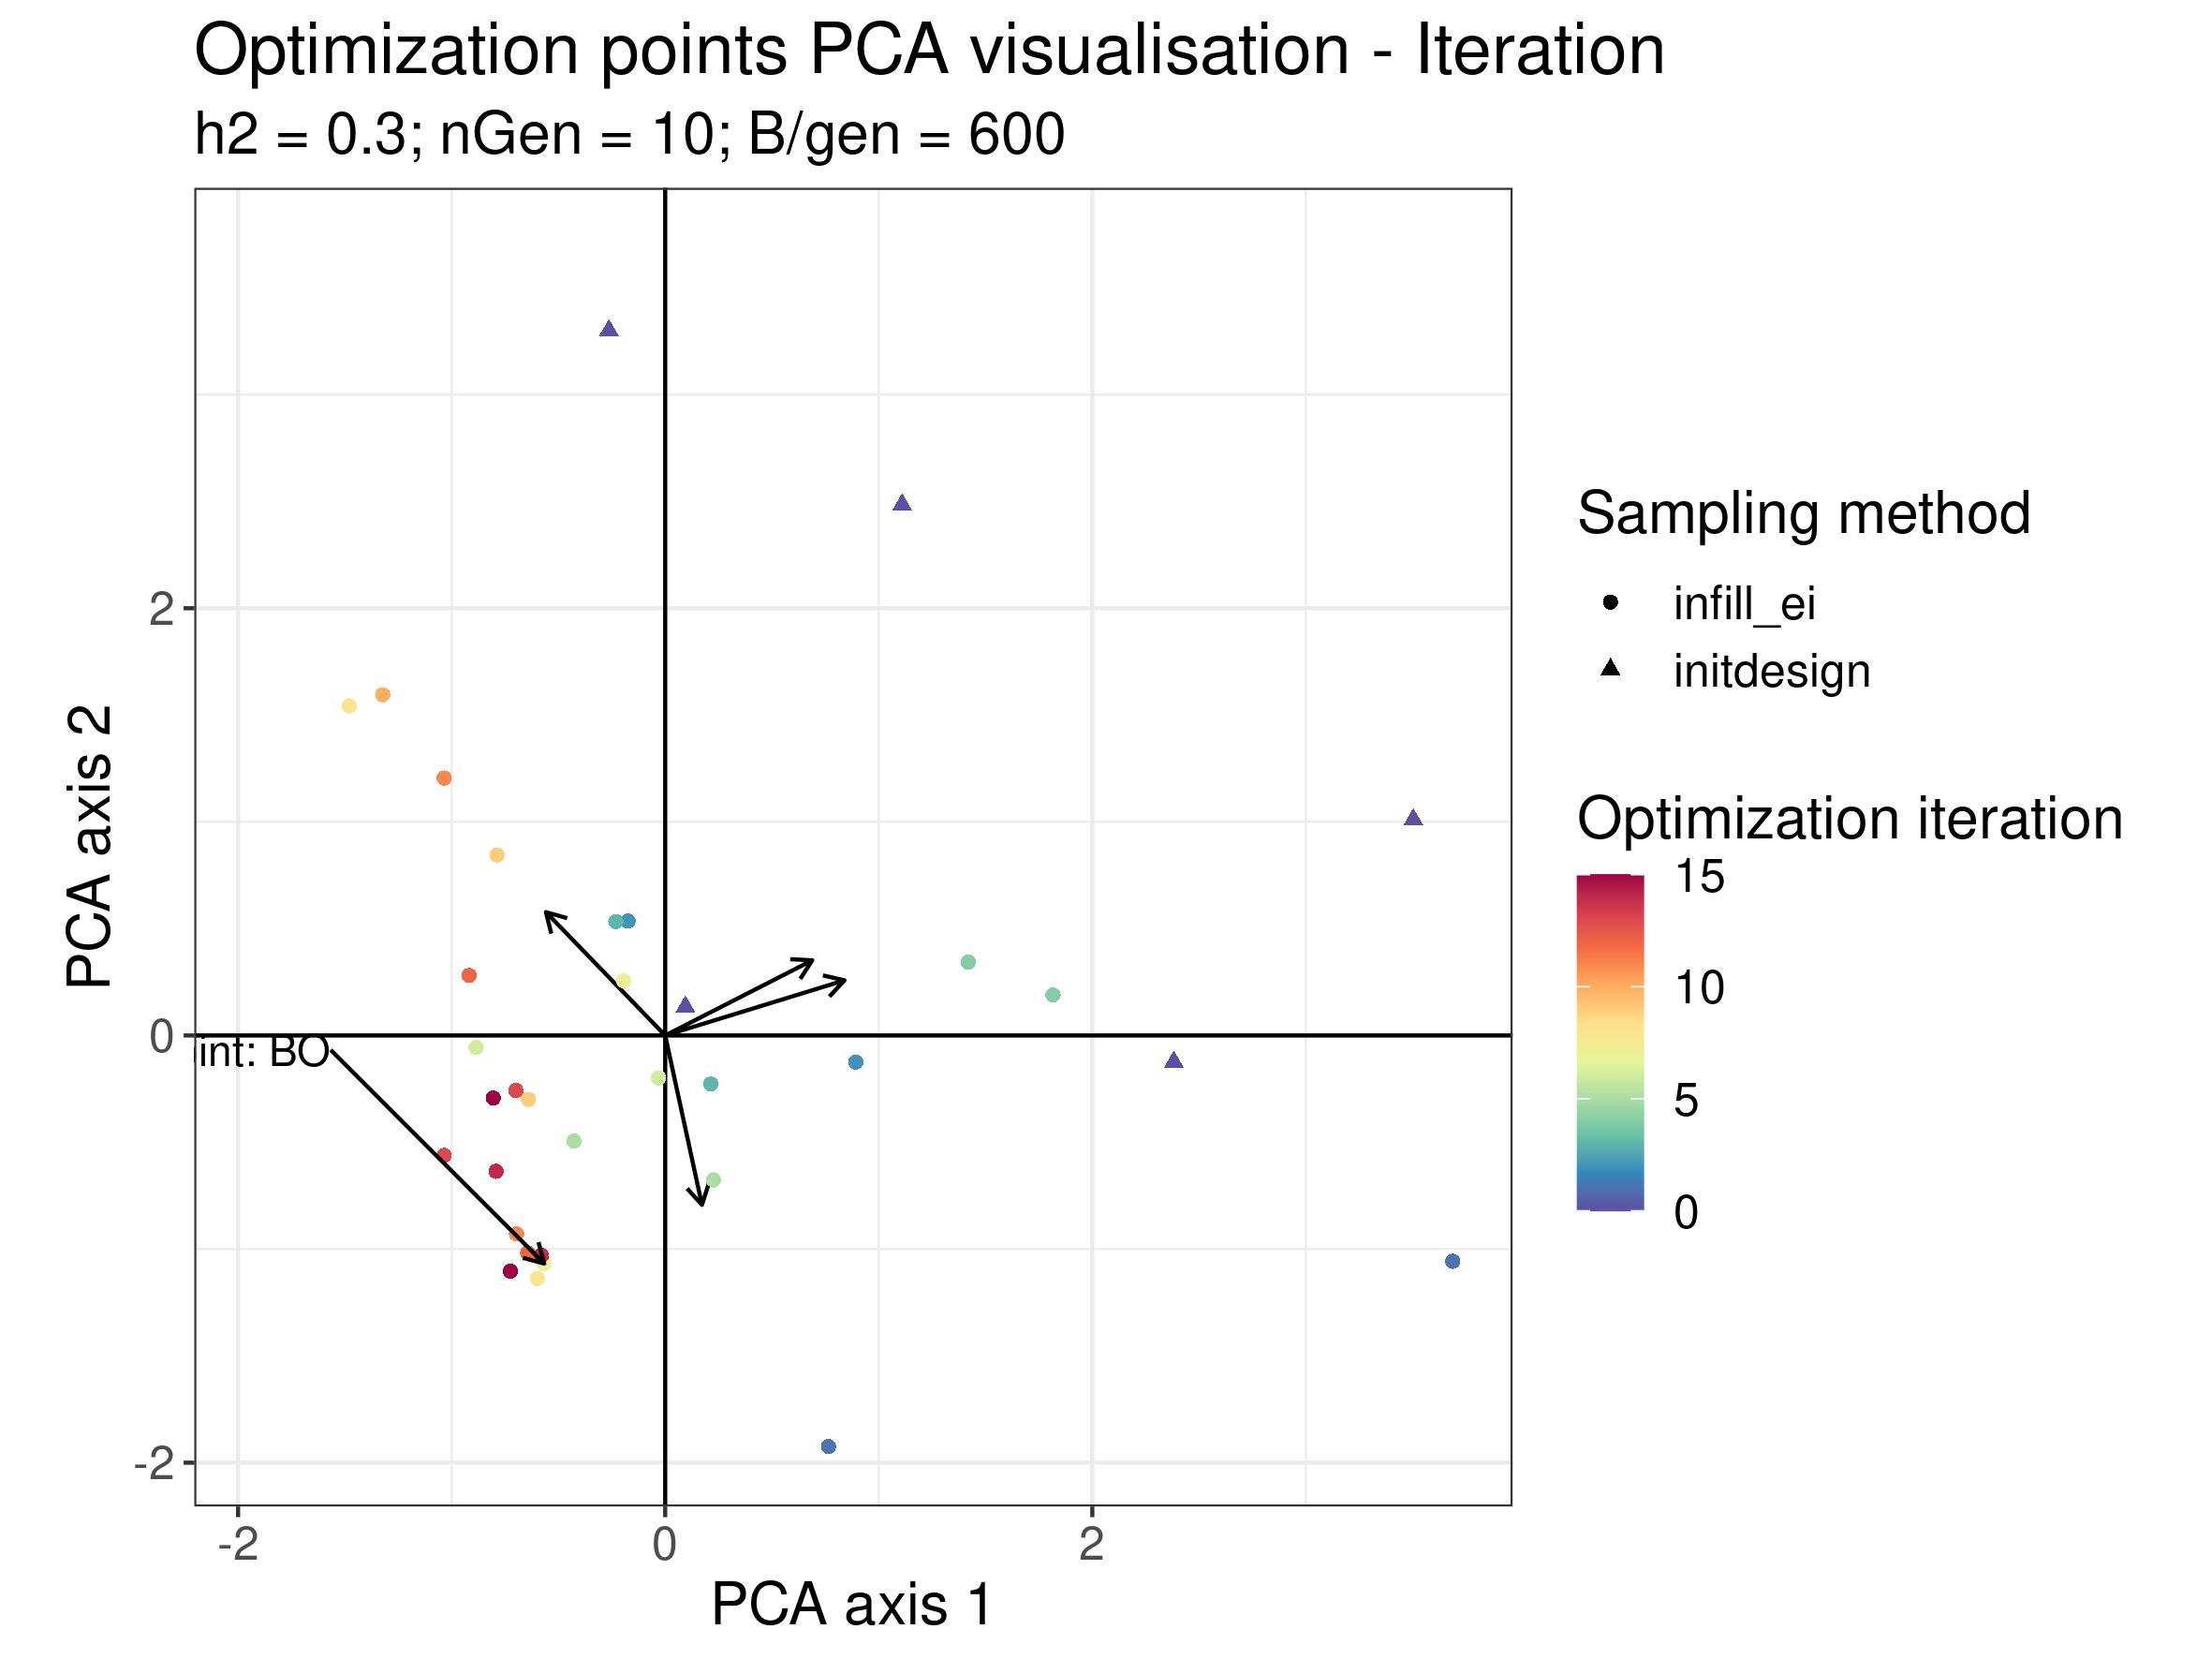 Optimization points PCA visualisation - Iteration
h2 = 0.3; nGen = 10; B/gen = 600
PCA axis 2
2
0
-2
int: BO
-2
0
2
PCA axis 1
Sampling method
infill_ei
initdesign
Optimization iteration
15
10
5
0